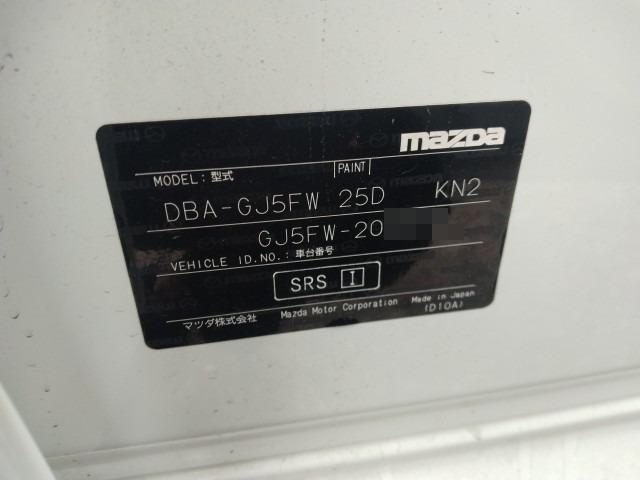 mazda
MODEL: 型式 PAINT
DBA-GJ5FW 25D KN2
GJ5FW-20
VEHICLE ID.NO.: 車台番号
SRS I
マツダ株式会社 Mazda Motor Corporation Made in Japan
(D10A)